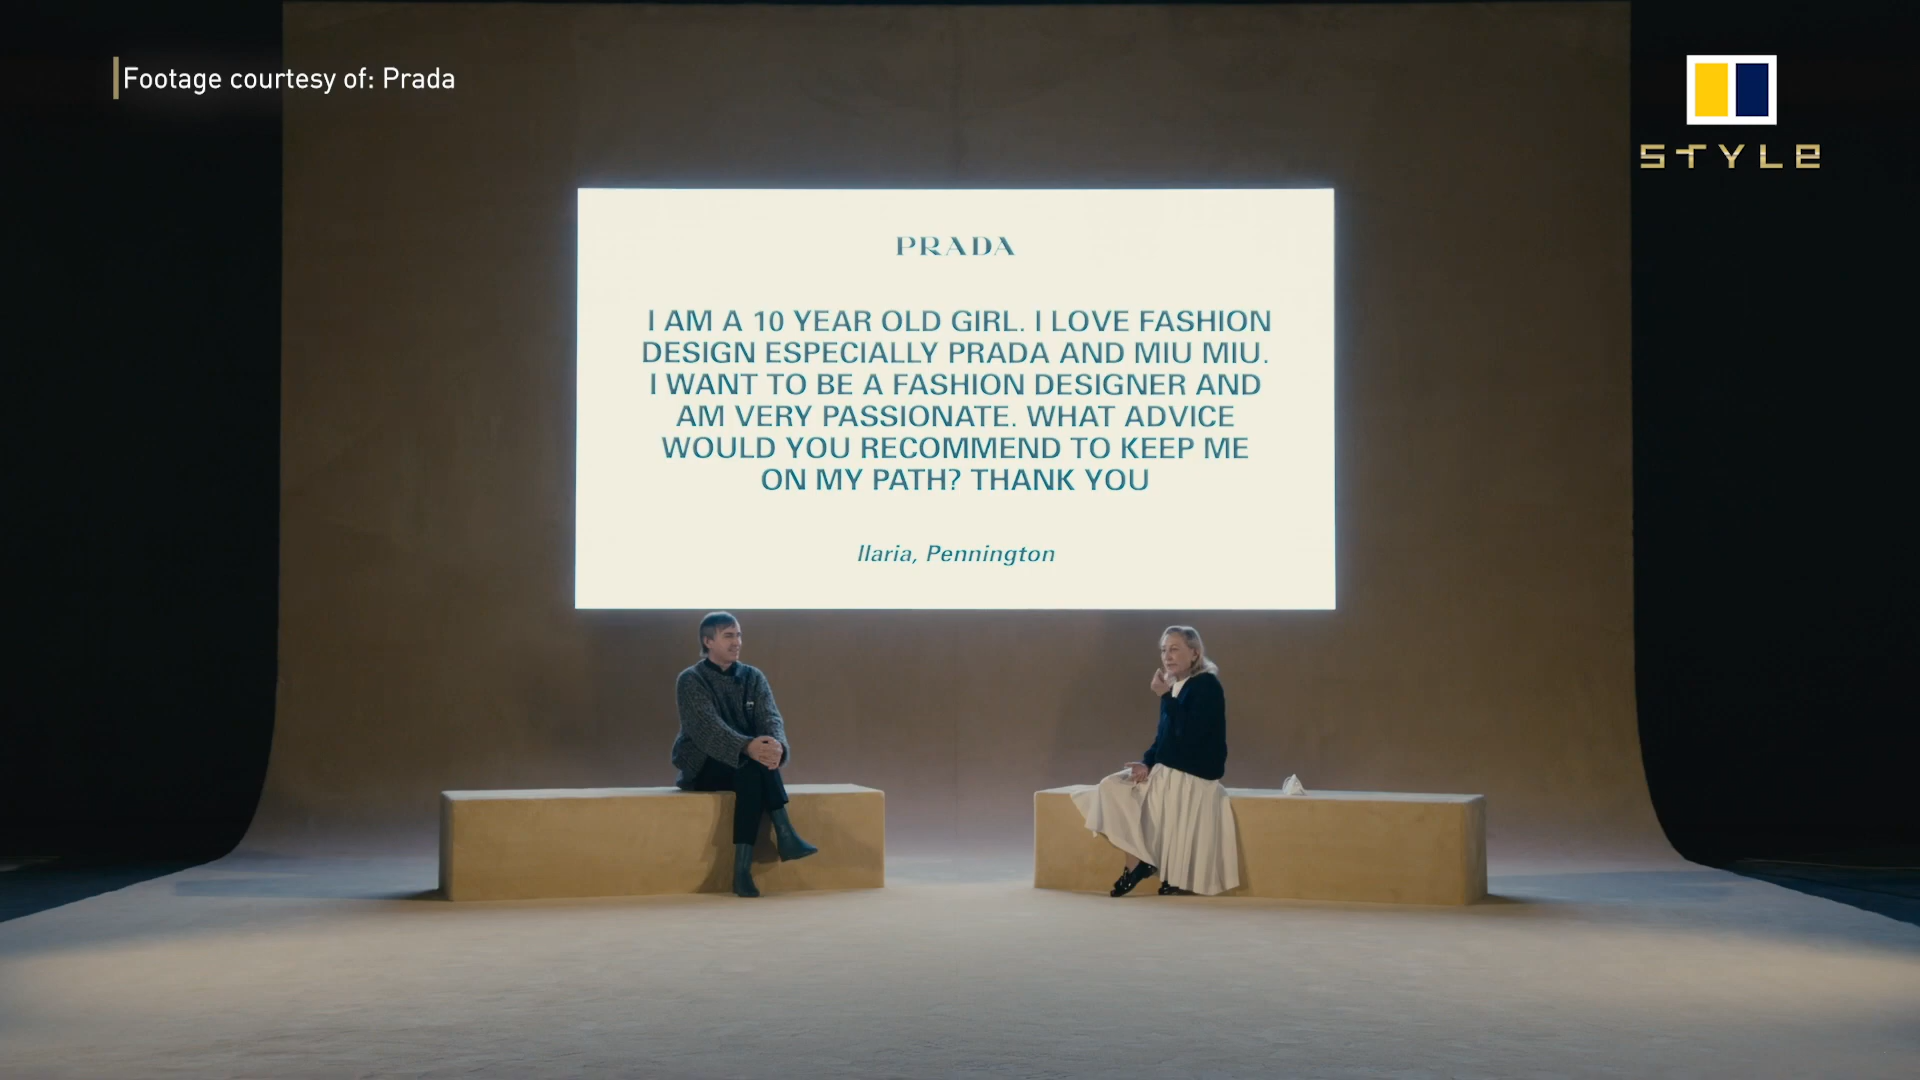 Footage courtesy of: Prada
STYLE
PRADA
I AM A 10 YEAR OLD GIRL. I LOVE FASHION
DESIGN ESPECIALLY PRADA AND MIU MIU.
I WANT TO BE A FASHION DESIGNER AND
AM VERY PASSIONATE. WHAT ADVICE
WOULD YOU RECOMMEND TO KEEP ME
ON MY PATH? THANK YOU
Ilaria, Pennington